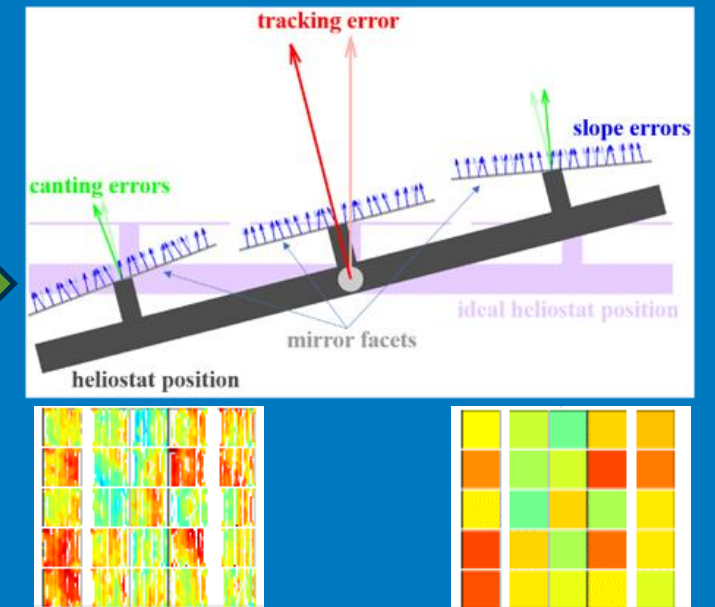 tracking error
slope errors
canting errors
ideal heliostat position
mirror facets
heliostat position